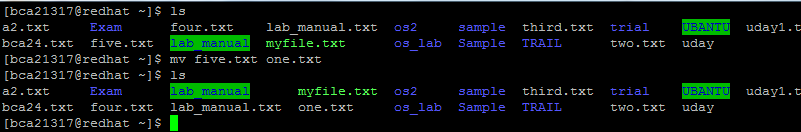 [bca21317@redhat ~]$ ls
a2.txt Exam four.txt lab_manual.txt os2 sample third.txt trial UBANTU uday1.t
bca24.txt five.txt lab_manual myfile.txt os_lab Sample TRAIL two.txt uday
[bca21317@redhat ~]$ mv five.txt one.txt
[bca21317@redhat ~]$ ls
a2.txt Exam lab_manual myfile.txt os2 sample third.txt trial UBANTU uday1.t
bca24.txt four.txt lab_manual.txt one.txt os_lab Sample TRAIL two.txt uday
[bca21317@redhat ~]$